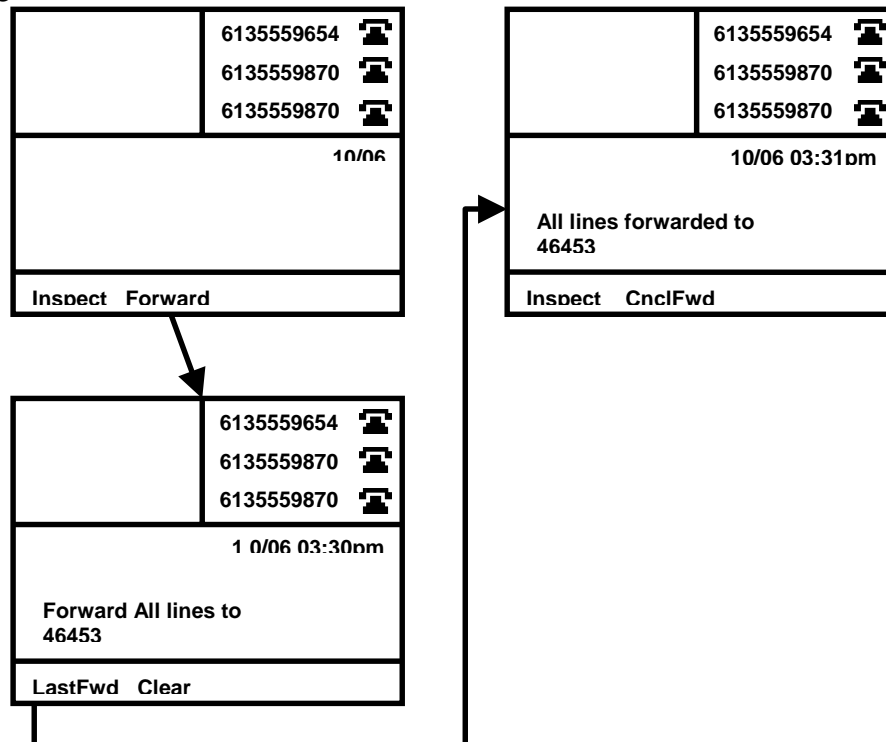 6135559654
6135559870
6135559870
10/06
Inspect Forward
6135559654
6135559870
6135559870
1 0/06 03:30pm
Forward All lines to
46453
LastFwd Clear
6135559654
6135559870
6135559870
10/06 03:31pm
All lines forwarded to
46453
Inspect CnclFwd